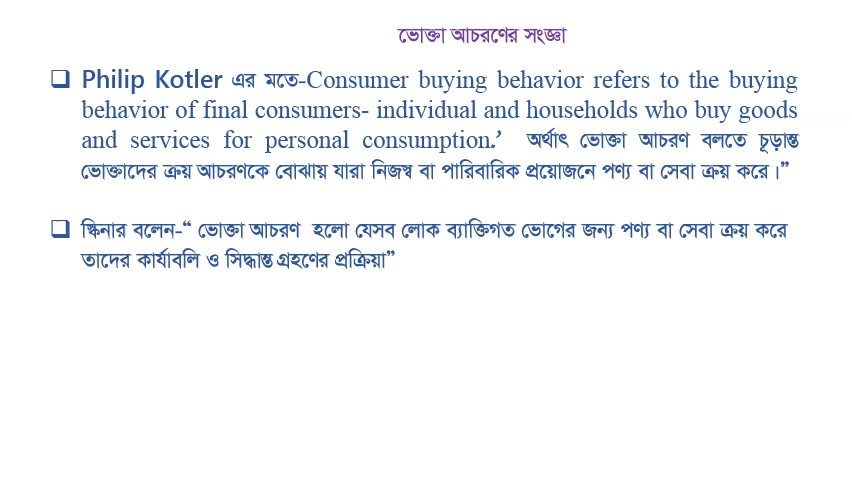 ভোক্তা আচরণের সংজ্ঞা
Philip Kotler এর মতে-Consumer buying behavior refers to the buying
behavior of final consumers- individual and households who buy goods
and services for personal consumption.’ অর্থাৎ ভোক্তা আচরণ বলতে চূড়ান্ত
ভোক্তাদের ক্রয় আচরণকে বোঝায় যারা নিজস্ব বা পারিবারিক প্রয়োজনে পণ্য বা সেবা ক্রয় করে।”
স্কিনার বলেন-“ ভোক্তা আচরণ হলো যেসব লোক ব্যাক্তিগত ভোগের জন্য পণ্য বা সেবা ক্রয় করে
তাদের কার্যাবলি ও সিদ্ধান্ত গ্রহণের প্রক্রিয়া”